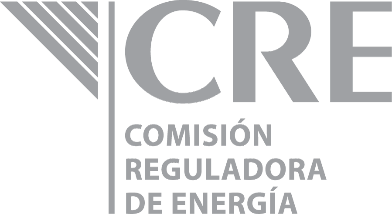 CRE
COMISIÓN
REGULADORA
DE ENERGÍA